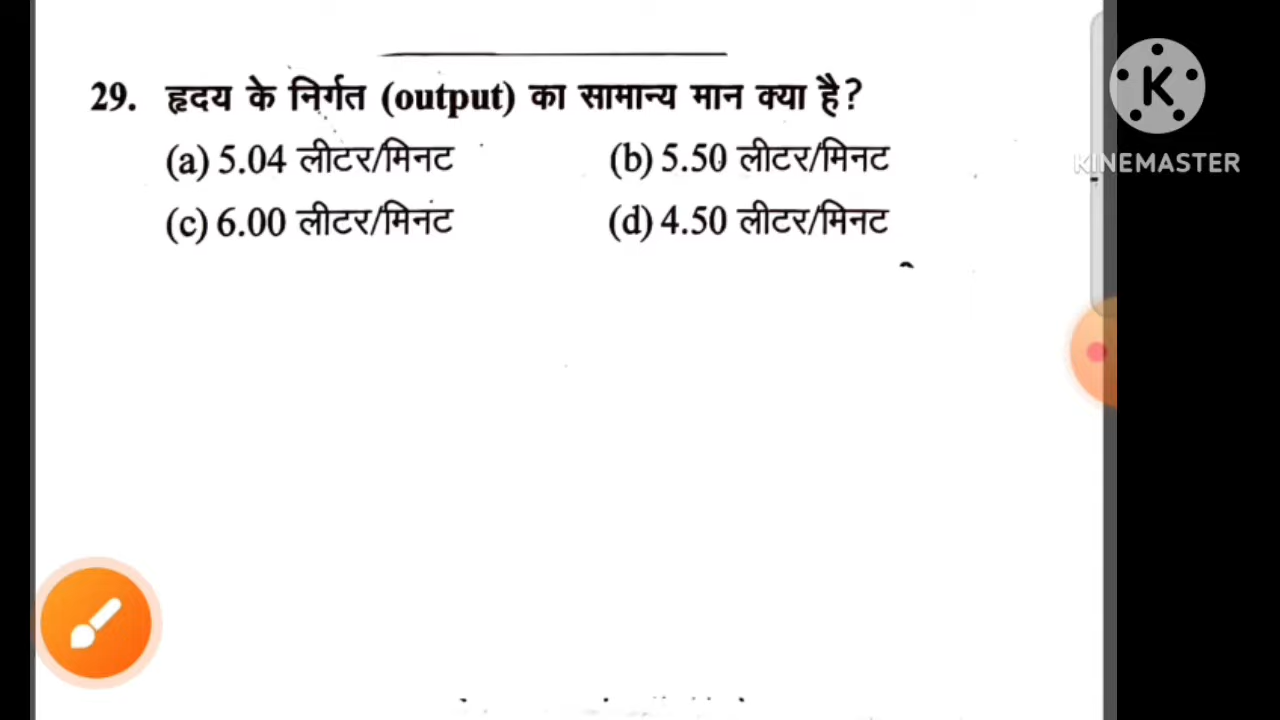 29. हृदय के निर्गत (output) का सामान्य मान क्या है?
(a) 5.04 लीटर/मिनट (b) 5.50 लीटर/मिनट
(c) 6.00 लीटर/मिनट (d) 4.50 लीटर/मिनट
K
KINEMASTER